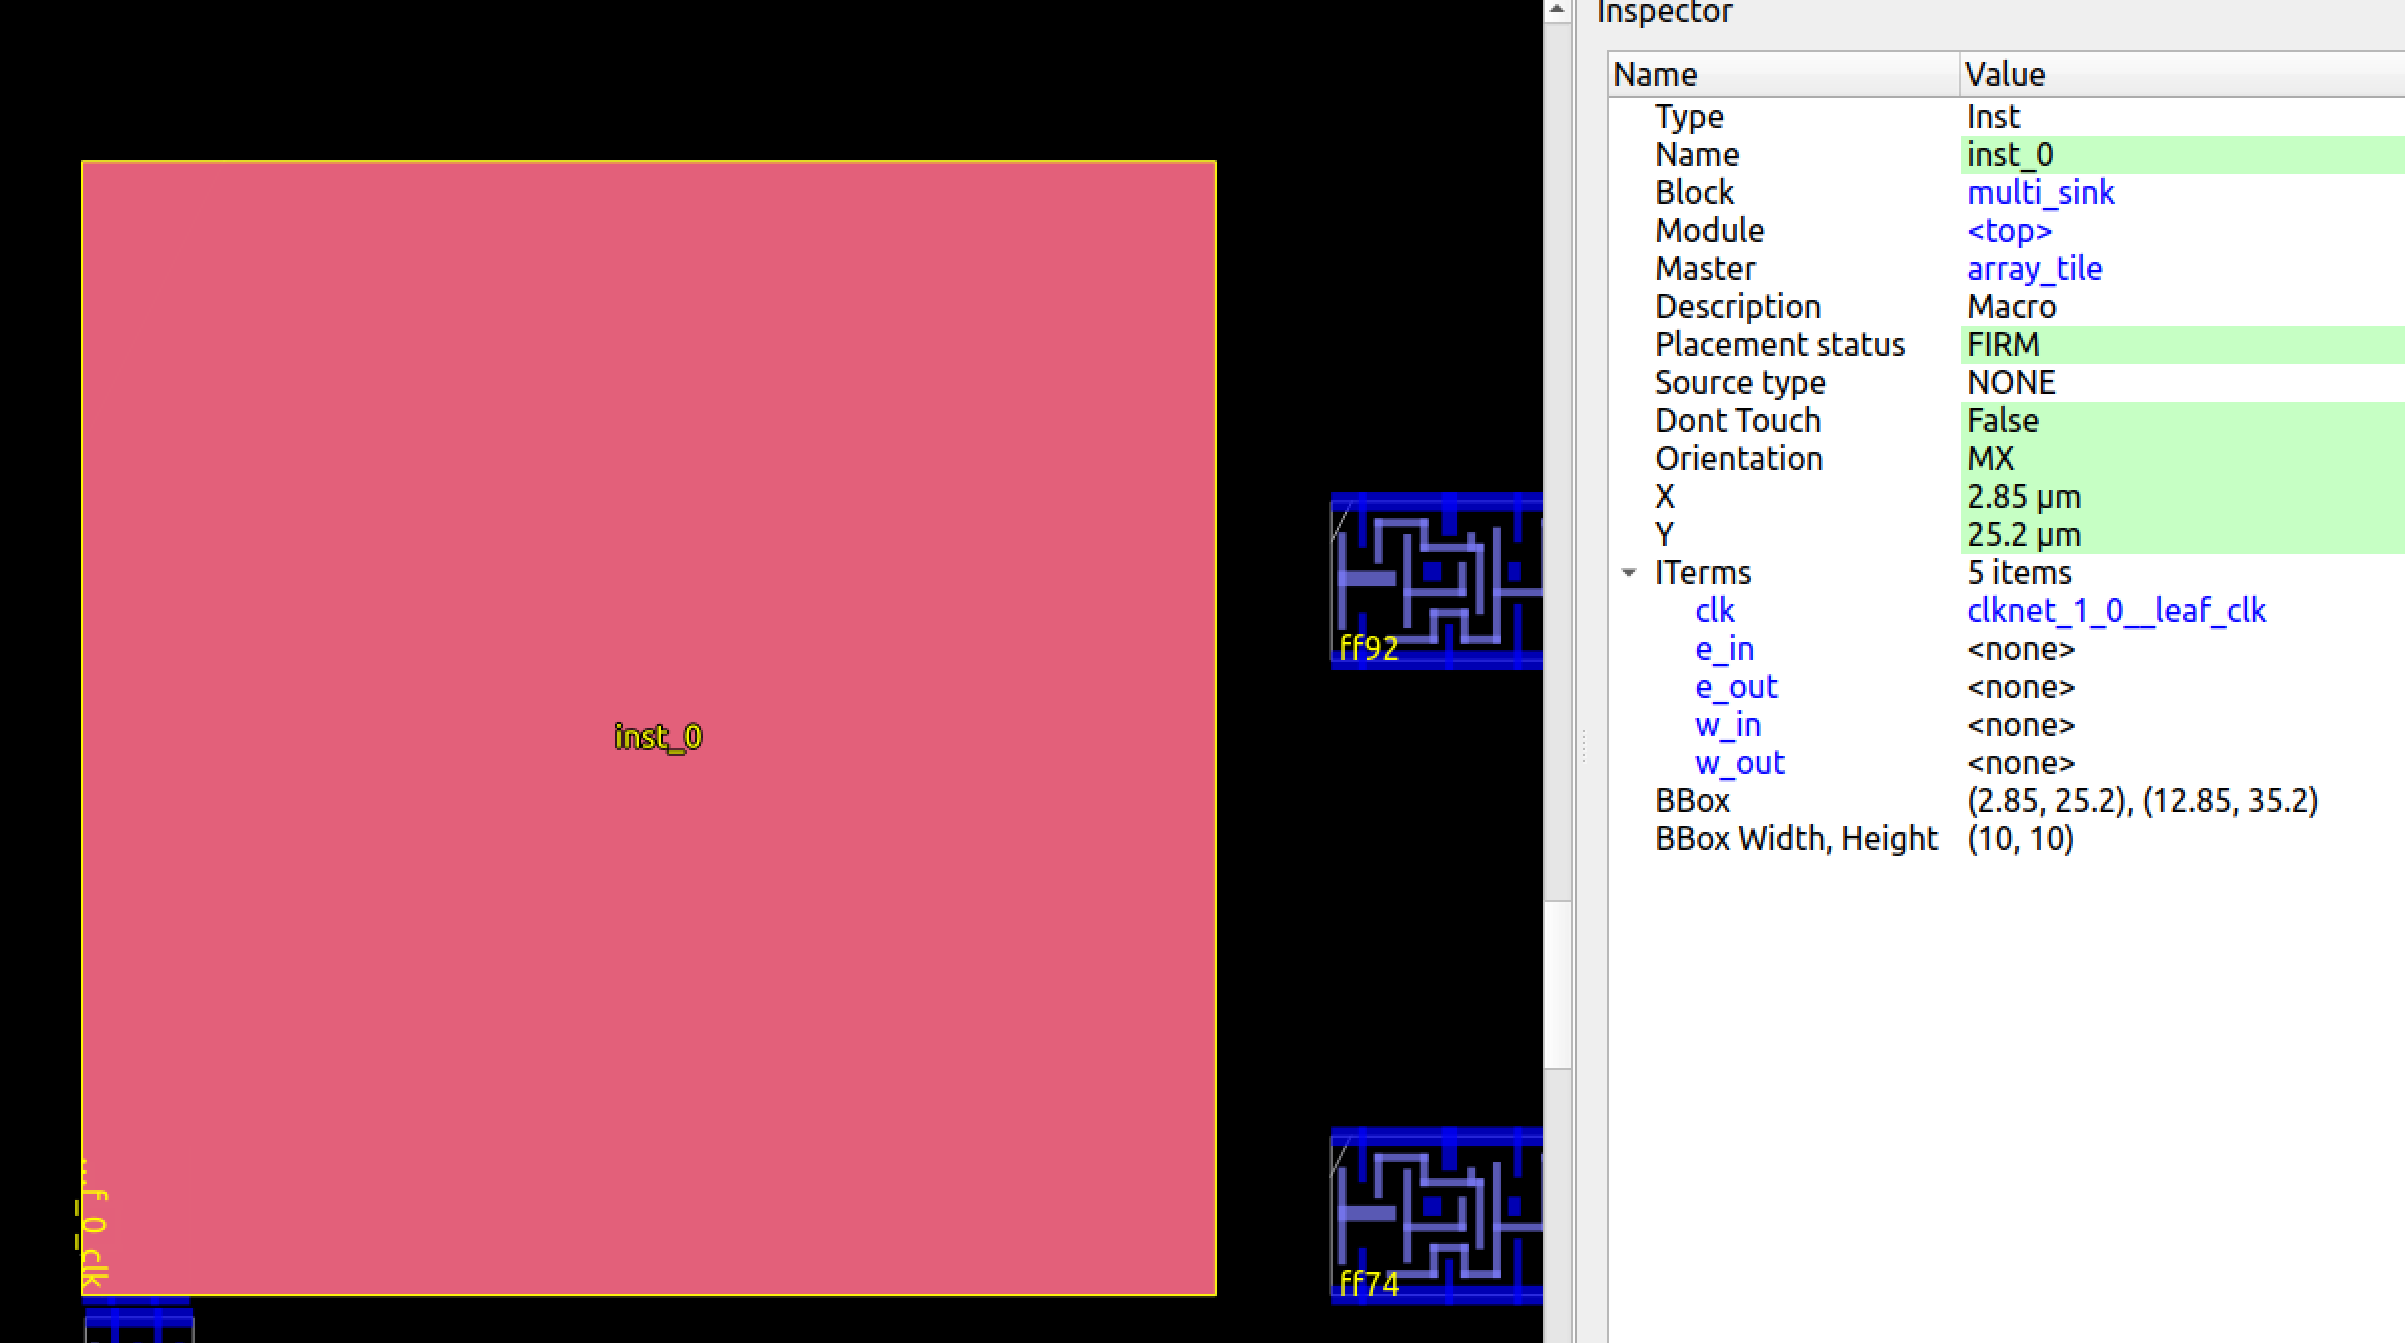 Inspector
Name Value
Type Inst
Name inst_0
Block multi_sink
Module <top>
Master array_tile
Description Macro
Placement status FIRM
Source type NONE
Dont Touch False
Orientation MX
X 2.85 μm
Y 25.2 μm
ITerms 5 items
clk clknet_1_0__leaf_clk
e_in <none>
e_out <none>
w_in <none>
w_out <none>
BBox (2.85, 25.2), (12.85, 35.2)
BBox Width, Height (10, 10)
inst_0
ff92
ff74
f_0_clk